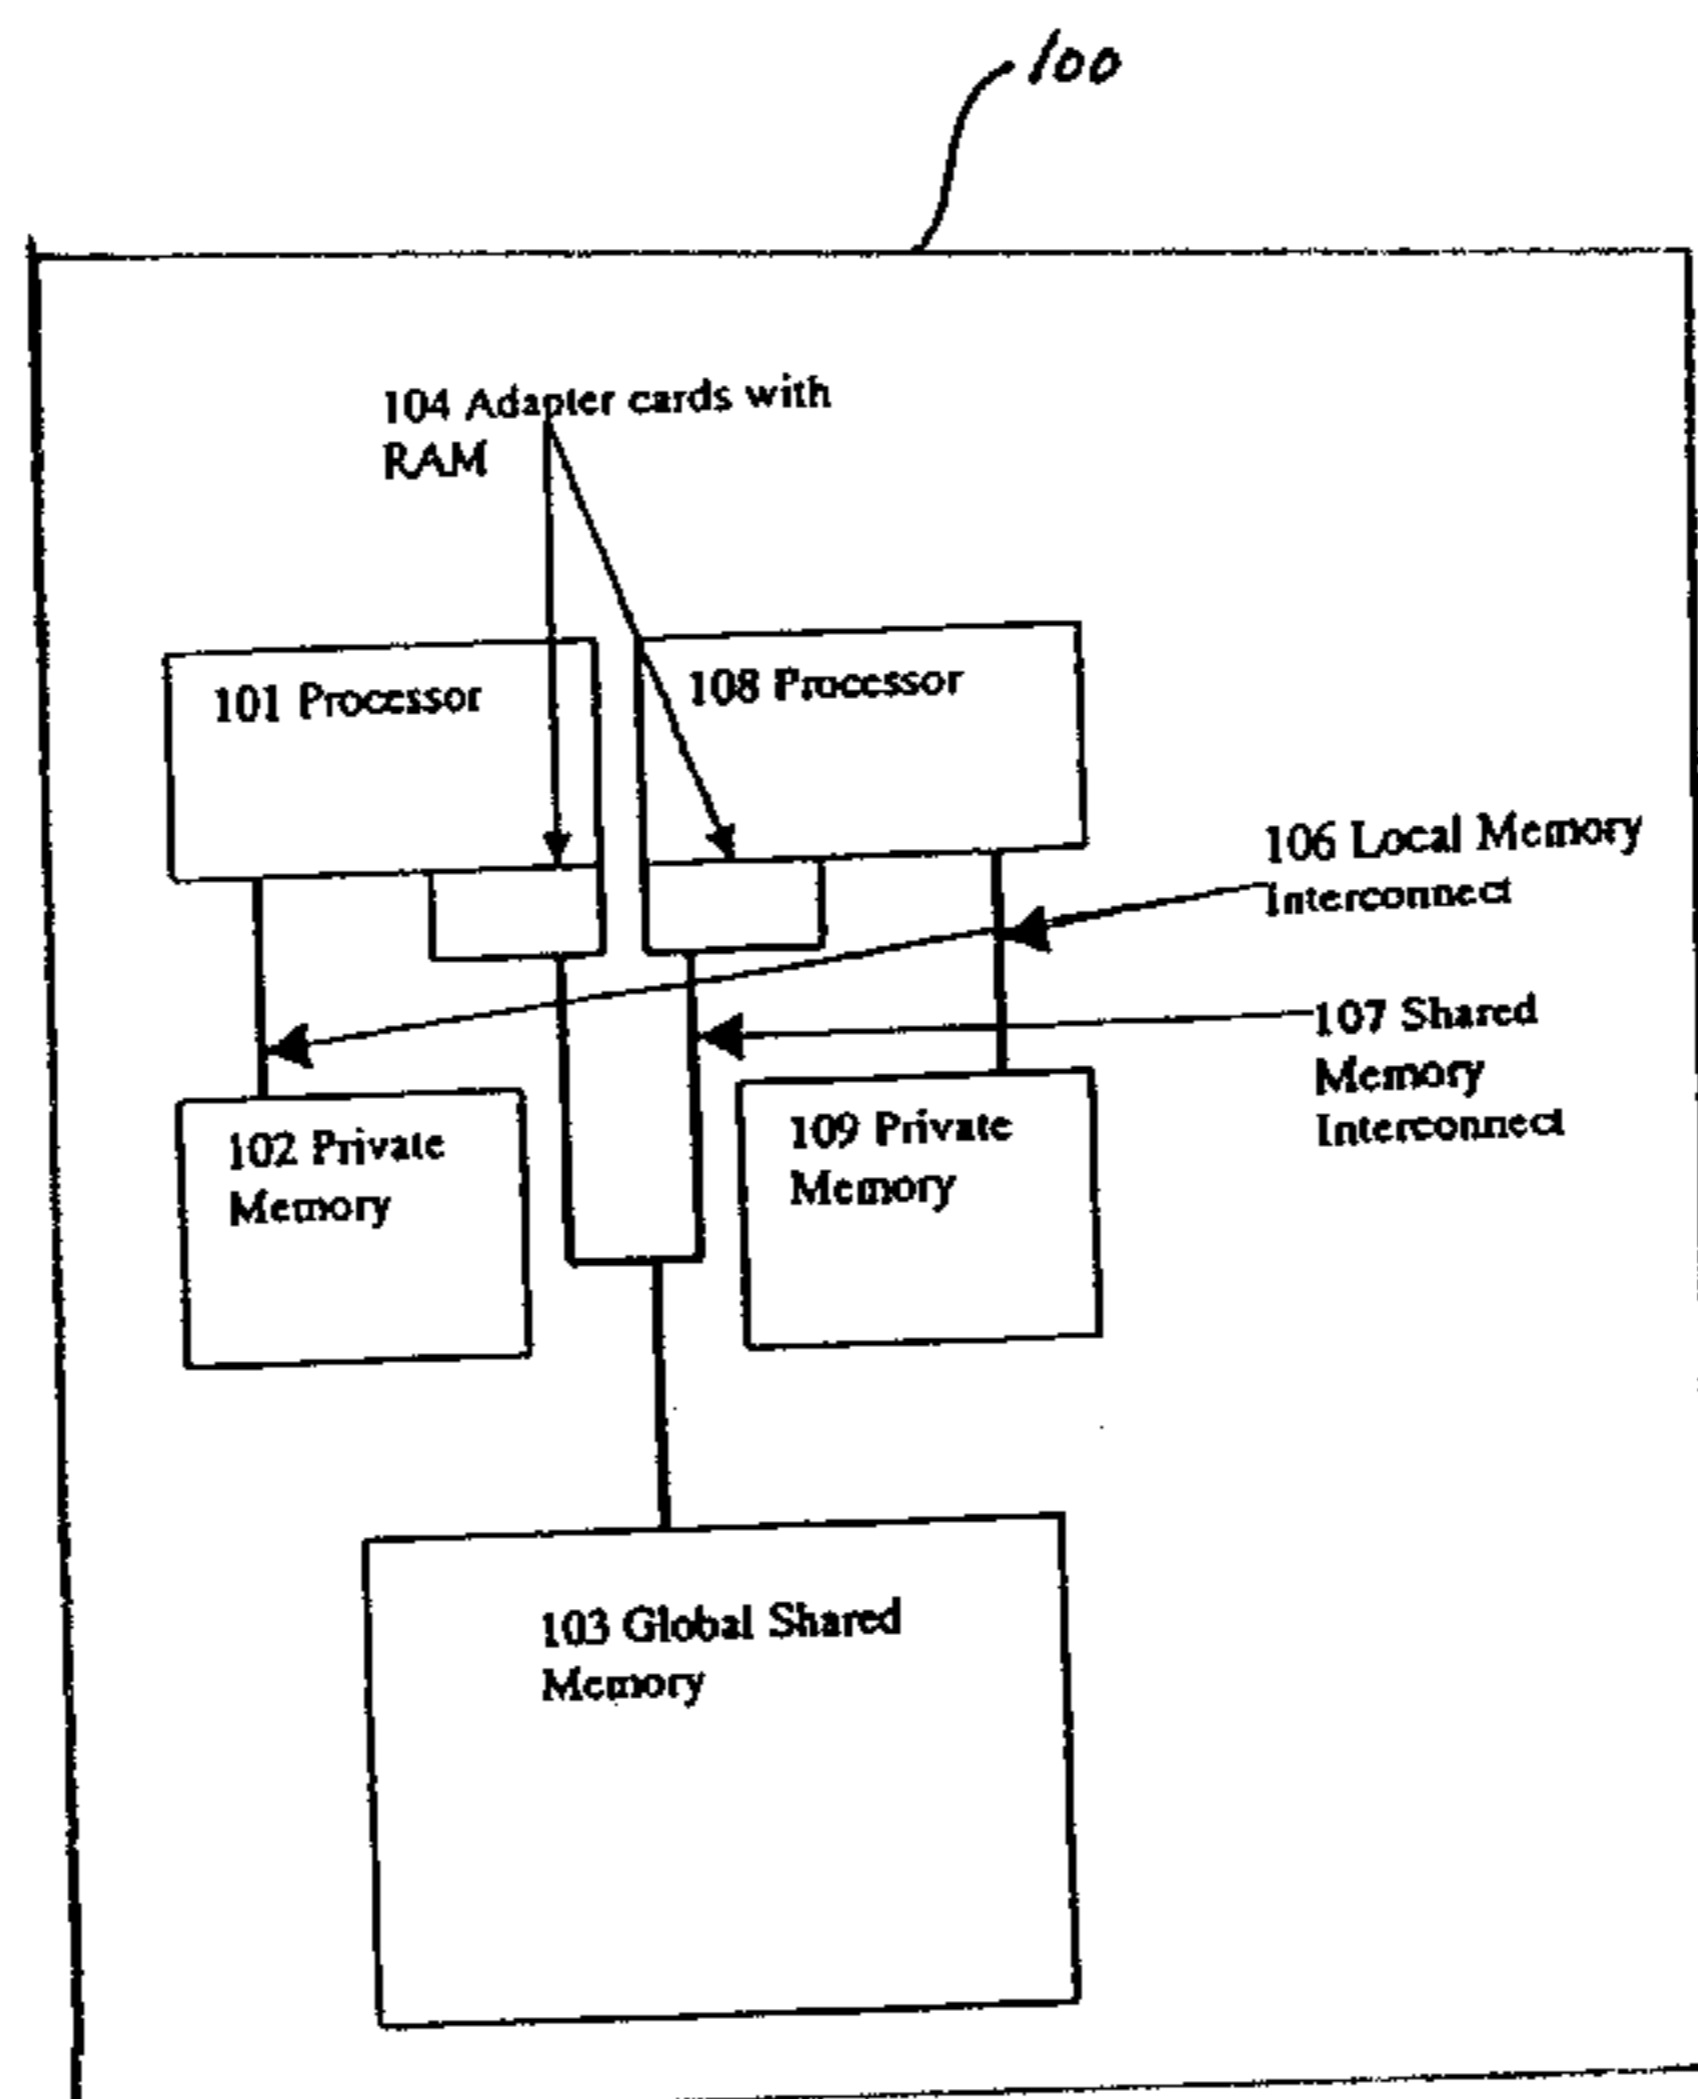 100
104 Adapter cards with
RAM
101 Processor
108 Processor
106 Local Memory
Interconnect
107 Shared
Memory
Interconnect
102 Private
Memory
109 Private
Memory
103 Global Shared
Memory